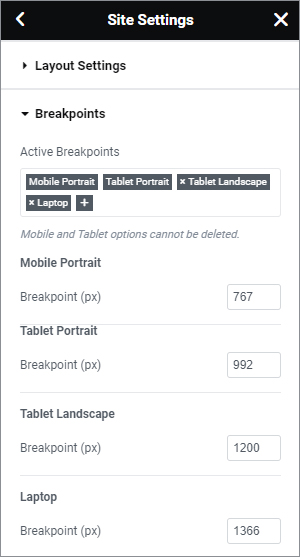 Site Settings
Layout Settings
Breakpoints
Active Breakpoints
Mobile Portrait Tablet Portrait × Tablet Landscape
× Laptop +
Mobile and Tablet options cannot be deleted.
Mobile Portrait
Breakpoint (px) 767
Tablet Portrait
Breakpoint (px) 992
Tablet Landscape
Breakpoint (px) 1200
Laptop
Breakpoint (px) 1366